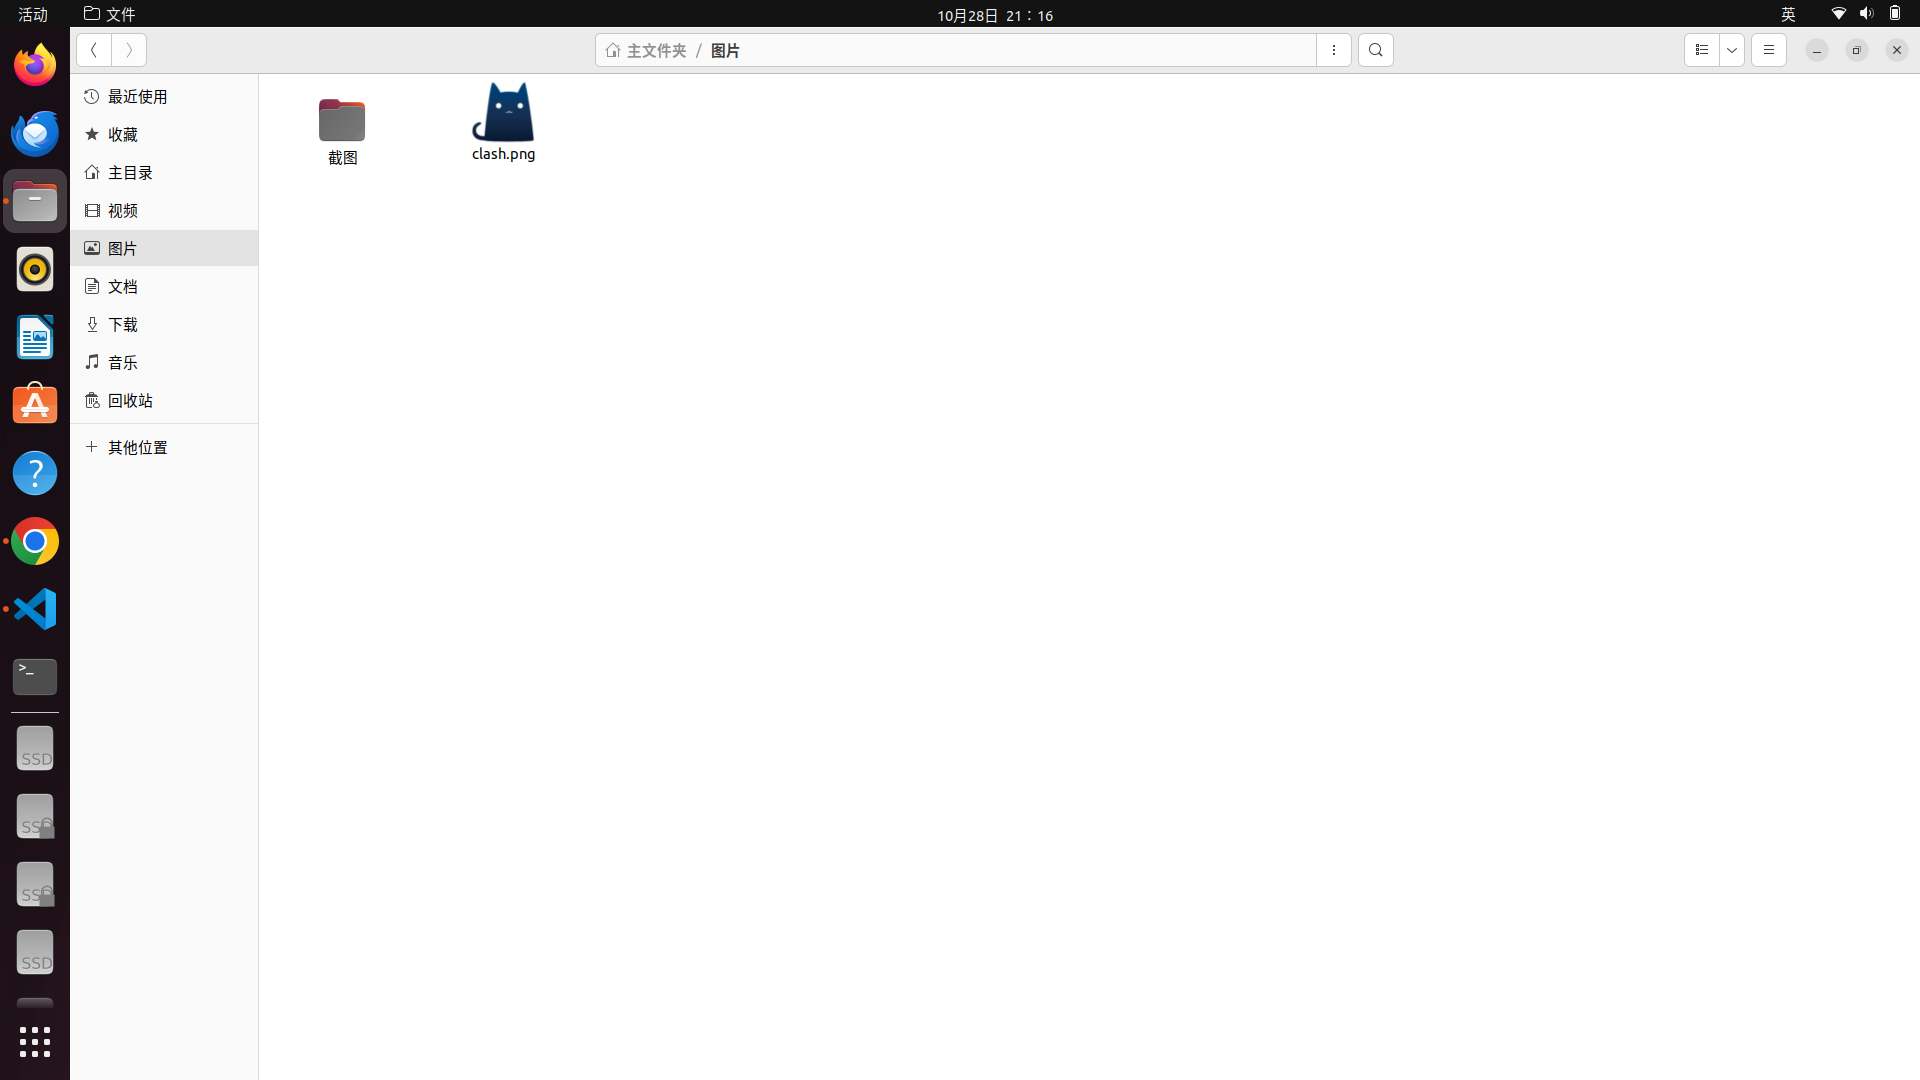 活动 文件 10月28日 21：16 英
主文件夹 / 图片
最近使用
收藏
主目录
视频
图片
文档
下载
音乐
回收站
其他位置
截图
clash.png
?
>_
SSD
SSD
SSD
SSD